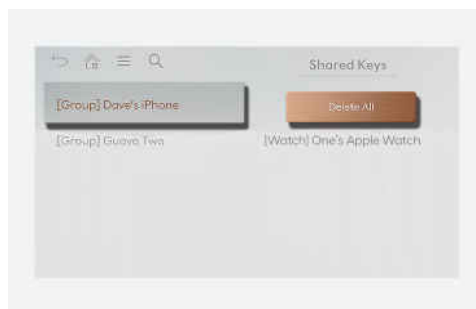 Shared Keys
[Group] Dave's iPhone
Delete All
[Group] Guava Two
[Watch] One's Apple Watch